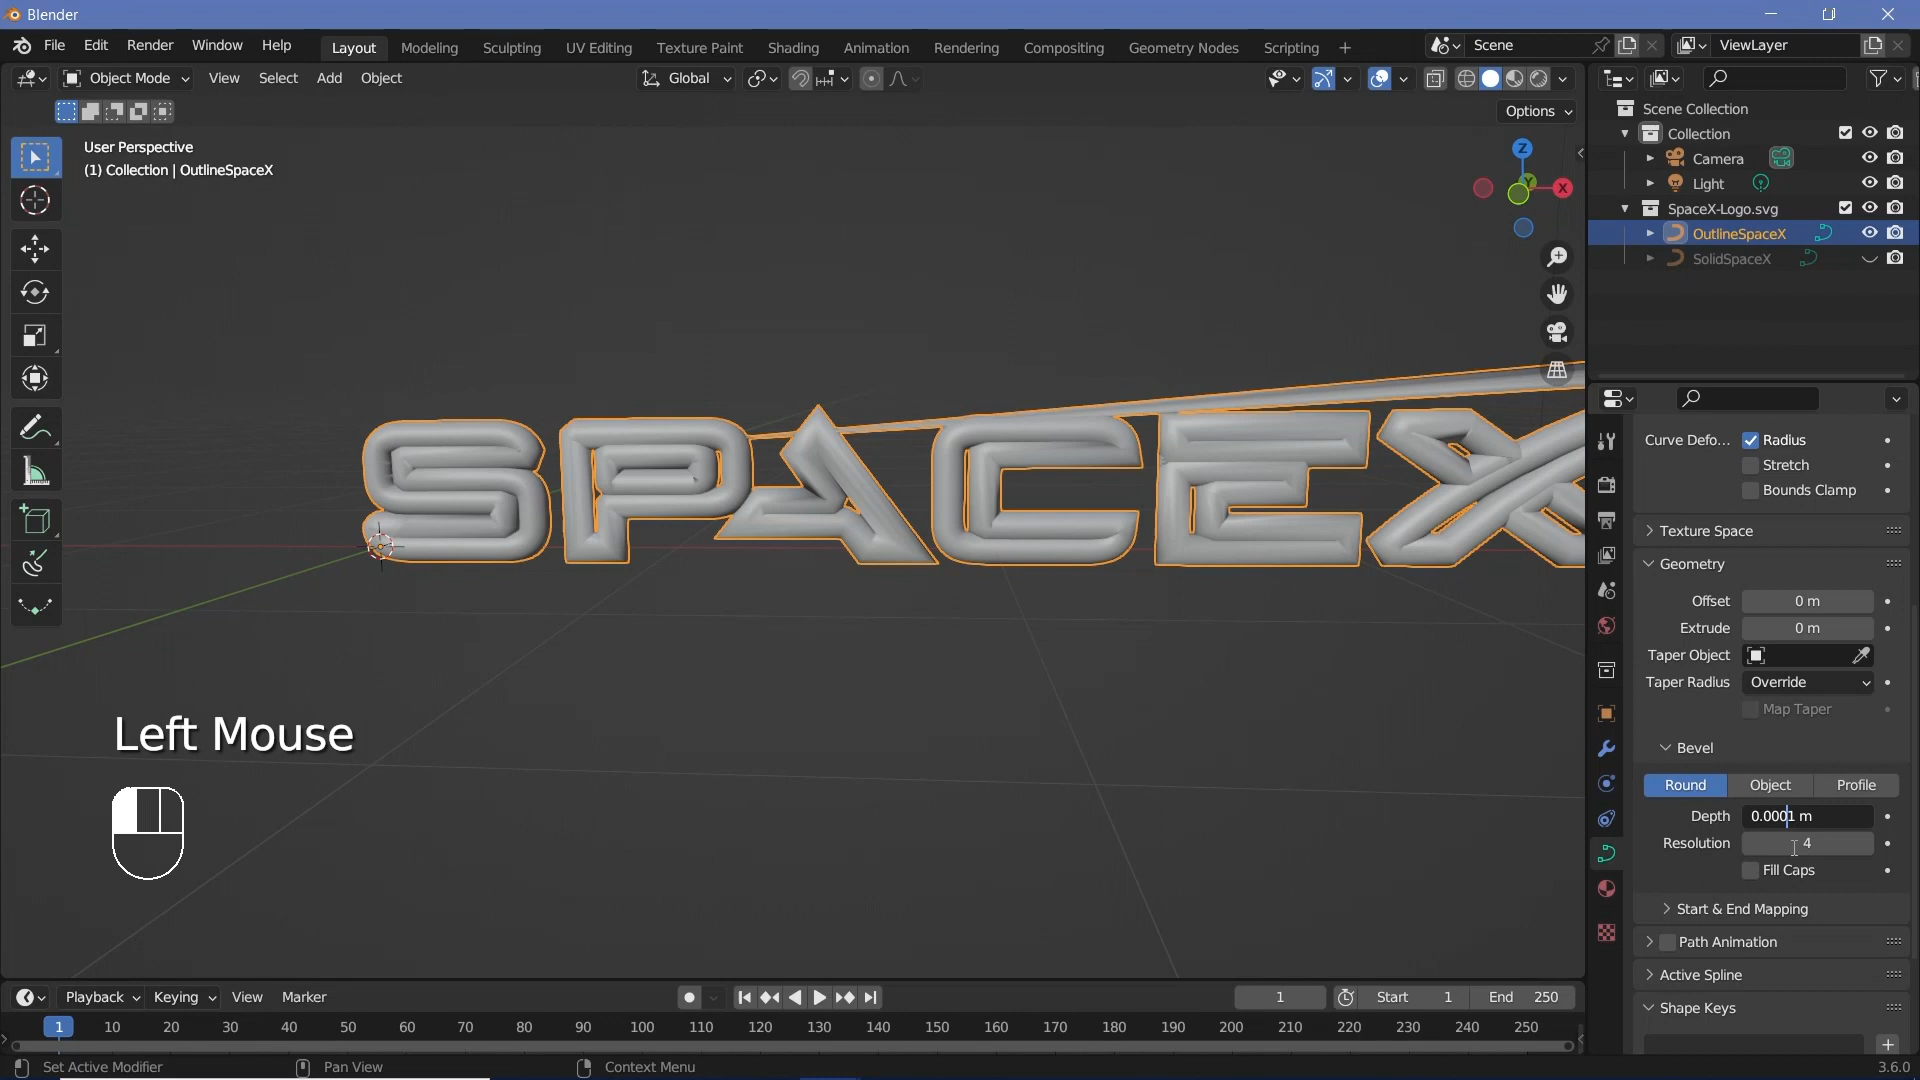 Blender
File Edit Render Window Help
Layout Modeling Sculpting UV Editing Texture Paint Shading Animation Rendering Compositing Geometry Nodes Scripting +
Scene ViewLayer
Object Mode View Select Add Object Global
Options
User Perspective
(1) Collection | OutlineSpaceX
Z
Y
X
Scene Collection
Collection
Camera
Light
SpaceX-Logo.svg
OutlineSpaceX
SolidSpaceX
SPACEX
Left Mouse
Curve Defo... Radius
Stretch
Bounds Clamp
Texture Space
Geometry
Offset 0 m
Extrude 0 m
Taper Object
Taper Radius Override
Map Taper
Bevel
Round Object Profile
Depth 0.0001 m
Resolution 4
Fill Caps
Start & End Mapping
Path Animation
Active Spline
Shape Keys
Playback Keying View Marker 1 Start 1 End 250
1 10 20 30 40 50 60 70 80 90 100 110 120 130 140 150 160 170 180 190 200 210 220 230 240 250
Set Active Modifier Pan View Context Menu 3.6.0